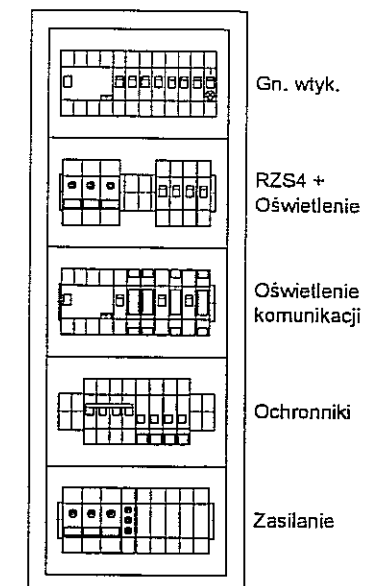 Gn. wtyk.
RZS4 +
Oświetlenie
Oświetlenie
komunikacji
Ochronniki
Zasilanie